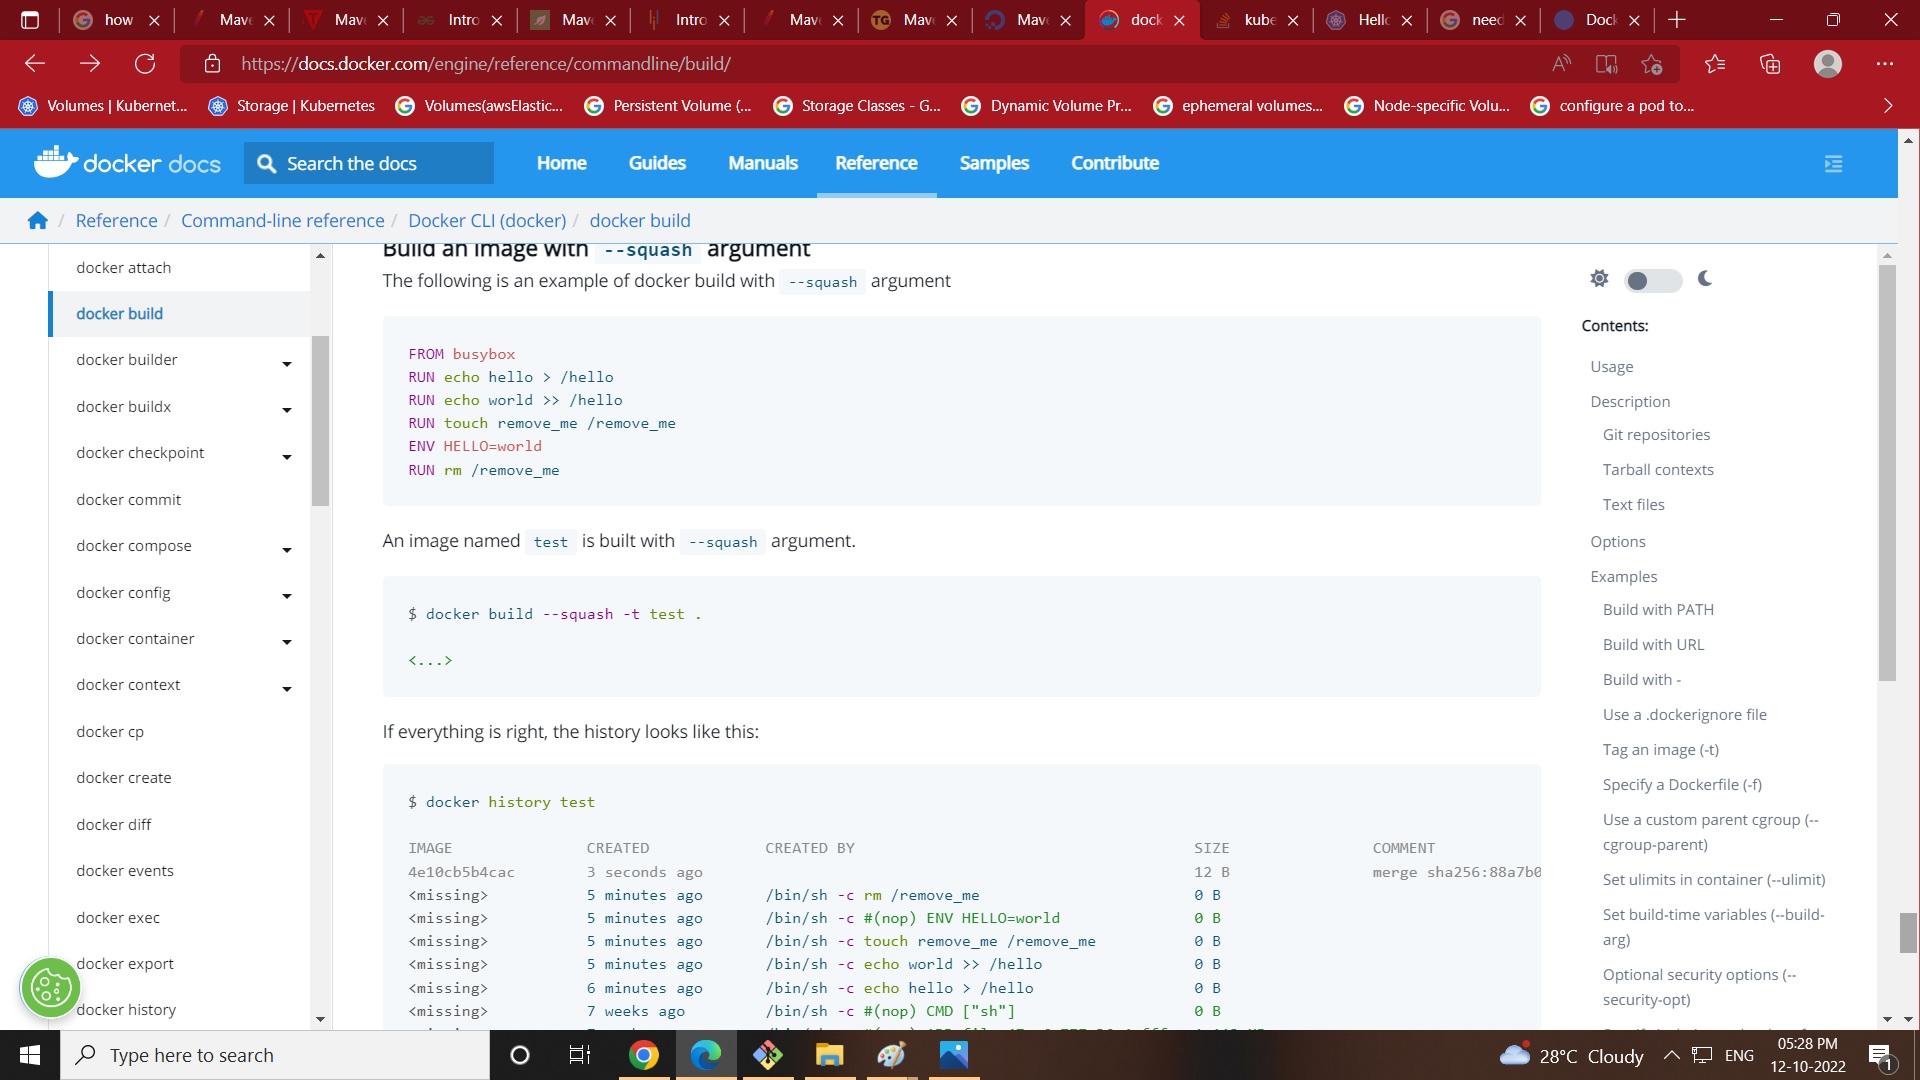 how
Mave
Mave
Intro
Mave
Intro
Mave
Mave
Mave
dock
kube
Hello
need
Dock
https://docs.docker.com/engine/reference/commandline/build/
Volumes | Kubernet...
Storage | Kubernetes
Volumes(awsElastic...
Persistent Volume (...
Storage Classes - G...
Dynamic Volume Pr...
ephemeral volumes...
Node-specific Volu...
configure a pod to...
docker docs
Search the docs
Home
Guides
Manuals
Reference
Samples
Contribute
/ Reference / Command-line reference / Docker CLI (docker) / docker build
docker attach
docker build
docker builder
docker buildx
docker checkpoint
docker commit
docker compose
docker config
docker container
docker context
docker cp
docker create
docker diff
docker events
docker exec
docker export
docker history
Build an image with --squash argument
The following is an example of docker build with --squash argument
FROM busybox
RUN echo hello > /hello
RUN echo world >> /hello
RUN touch remove_me /remove_me
ENV HELLO=world
RUN rm /remove_me
An image named test is built with --squash argument.
$ docker build --squash -t test .
<...>
If everything is right, the history looks like this:
$ docker history test
IMAGE CREATED CREATED BY SIZE COMMENT
4e10cb5b4cac 3 seconds ago 12 B merge sha256:88a7b0
<missing> 5 minutes ago /bin/sh -c rm /remove_me 0 B
<missing> 5 minutes ago /bin/sh -c #(nop) ENV HELLO=world 0 B
<missing> 5 minutes ago /bin/sh -c touch remove_me /remove_me 0 B
<missing> 5 minutes ago /bin/sh -c echo world >> /hello 0 B
<missing> 6 minutes ago /bin/sh -c echo hello > /hello 0 B
<missing> 7 weeks ago /bin/sh -c #(nop) CMD ["sh"] 0 B
Contents:
Usage
Description
Git repositories
Tarball contexts
Text files
Options
Examples
Build with PATH
Build with URL
Build with -
Use a .dockerignore file
Tag an image (-t)
Specify a Dockerfile (-f)
Use a custom parent cgroup (--
cgroup-parent)
Set ulimits in container (--ulimit)
Set build-time variables (--build-
arg)
Optional security options (--
security-opt)
Type here to search
28°C Cloudy
ENG
05:28 PM
12-10-2022
1